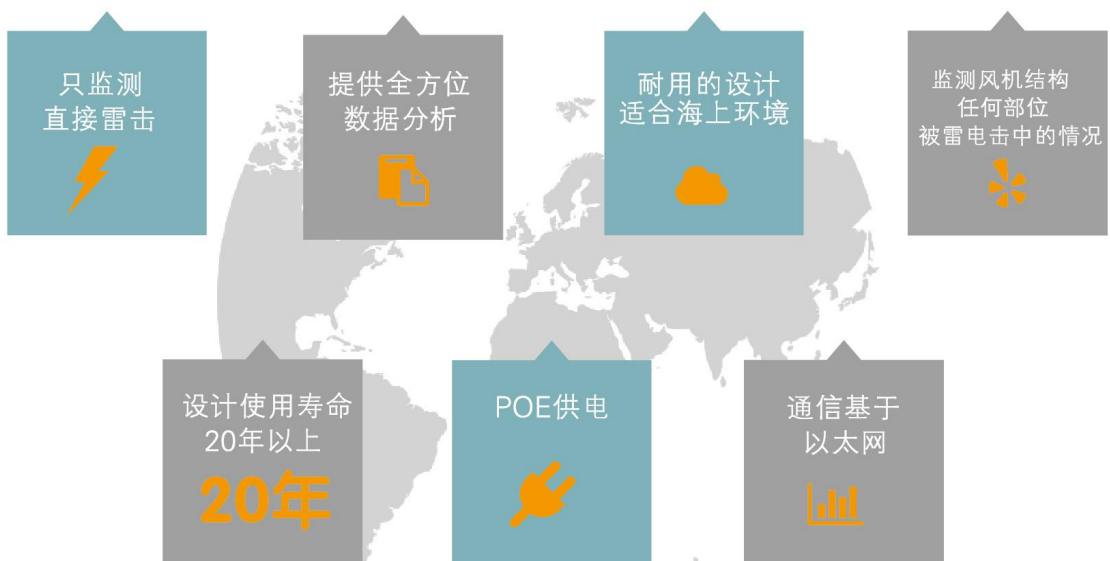 只监测
直接雷击
提供全方位
数据分析
耐用的设计
适合海上环境
监测风机结构
任何部位
被雷电击中的情况
设计使用寿命
20年以上
20年
POE供电
通信基于
以太网